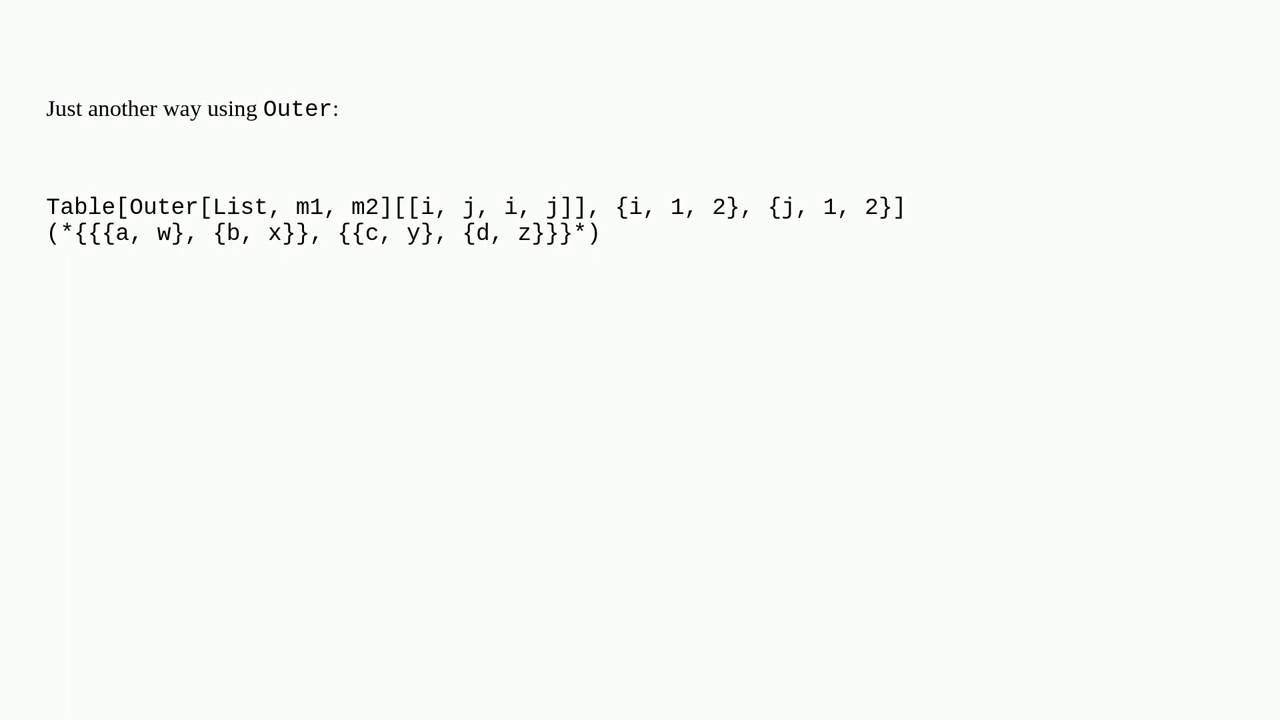 Just another way using Outer:
Table[Outer[List, m1, m2][[i, j, i, j]], {i, 1, 2}, {j, 1, 2}]
(*{{{a, w}, {b, x}}, {{c, y}, {d, z}}}*)